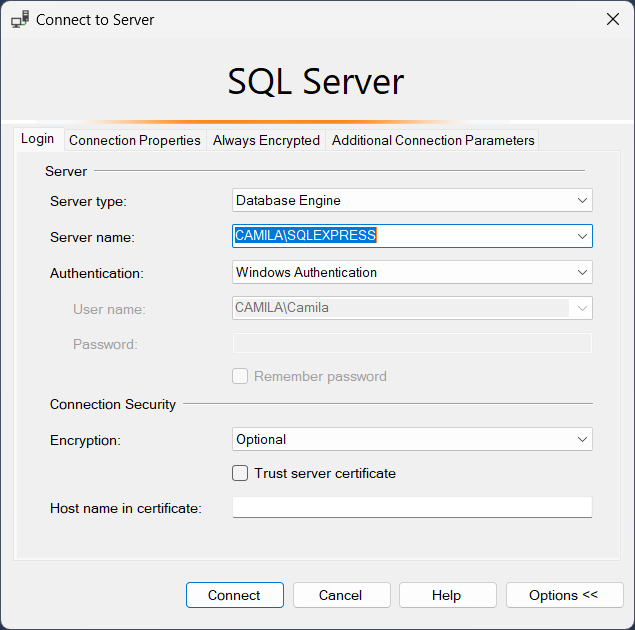 Connect to Server
SQL Server
Login Connection Properties Always Encrypted Additional Connection Parameters
Server
Server type: Database Engine
Server name: CAMILA\SQLEXPRESS
Authentication: Windows Authentication
User name: CAMILA\Camila
Password:
Remember password
Connection Security
Encryption: Optional
Trust server certificate
Host name in certificate:
Connect Cancel Help Options <<